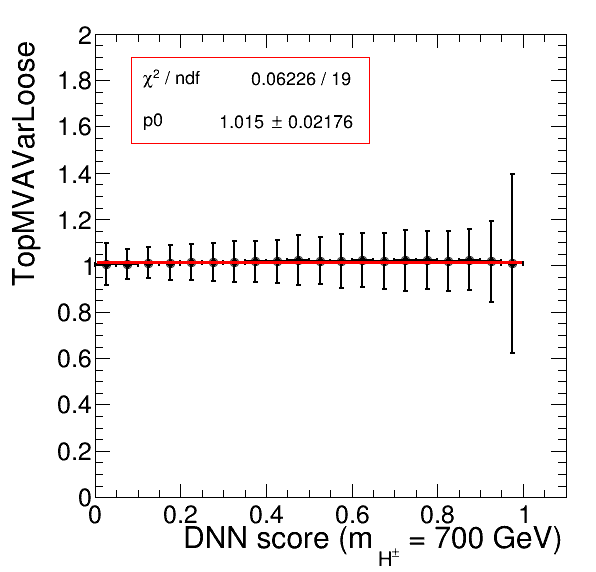 TopMVAVarLoose
χ² / ndf 0.06226 / 19
p0 1.015 ± 0.02176
2
1.8
1.6
1.4
1.2
1
0.8
0.6
0.4
0.2
0
0 0.2 0.4 0.6 0.8 1
DNN score (m_H± = 700 GeV)